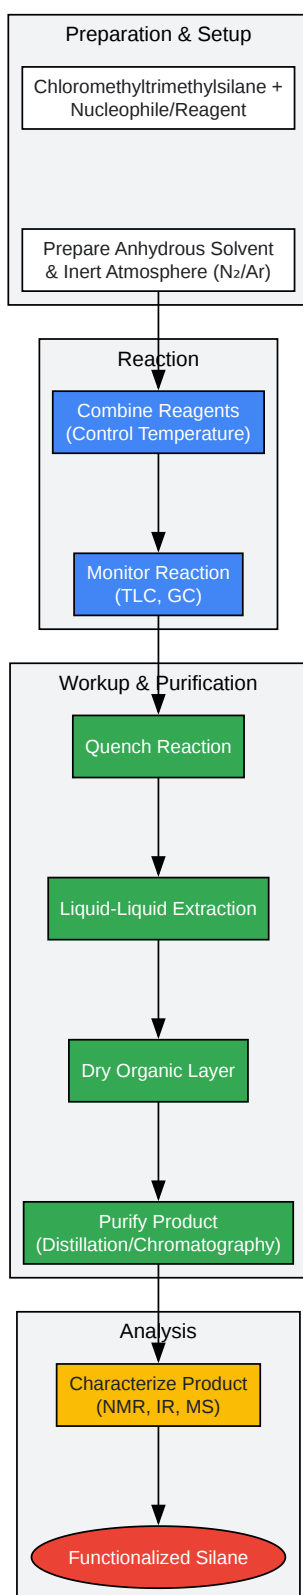 Preparation & Setup
Chloromethyltrimethylsilane +
Nucleophile/Reagent
Prepare Anhydrous Solvent
& Inert Atmosphere (N₂/Ar)
Reaction
Combine Reagents
(Control Temperature)
Monitor Reaction
(TLC, GC)
Workup & Purification
Quench Reaction
Liquid-Liquid Extraction
Dry Organic Layer
Purify Product
(Distillation/Chromatography)
Analysis
Characterize Product
(NMR, IR, MS)
Functionalized Silane